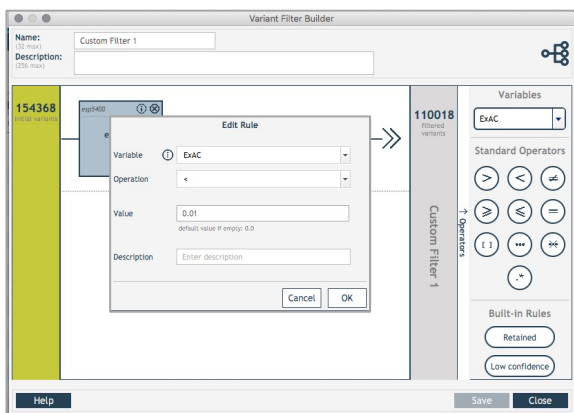 Variant Filter Builder
Name:
(32 max)
Custom Filter 1
Description:
(256 max)
154368
initial variants
esp5400
e
Edit Rule
Variable
ExAC
Operation
<
Value
0.01
default value if empty: 0.0
Description
Enter description
Cancel
OK
110018
filtered
variants
Custom Filter 1
Operators
Variables
ExAC
Standard Operators
>
<
≠
⩾
⩽
=
[ ]
•••
.*
Built-in Rules
Retained
Low confidence
Help
Save
Close